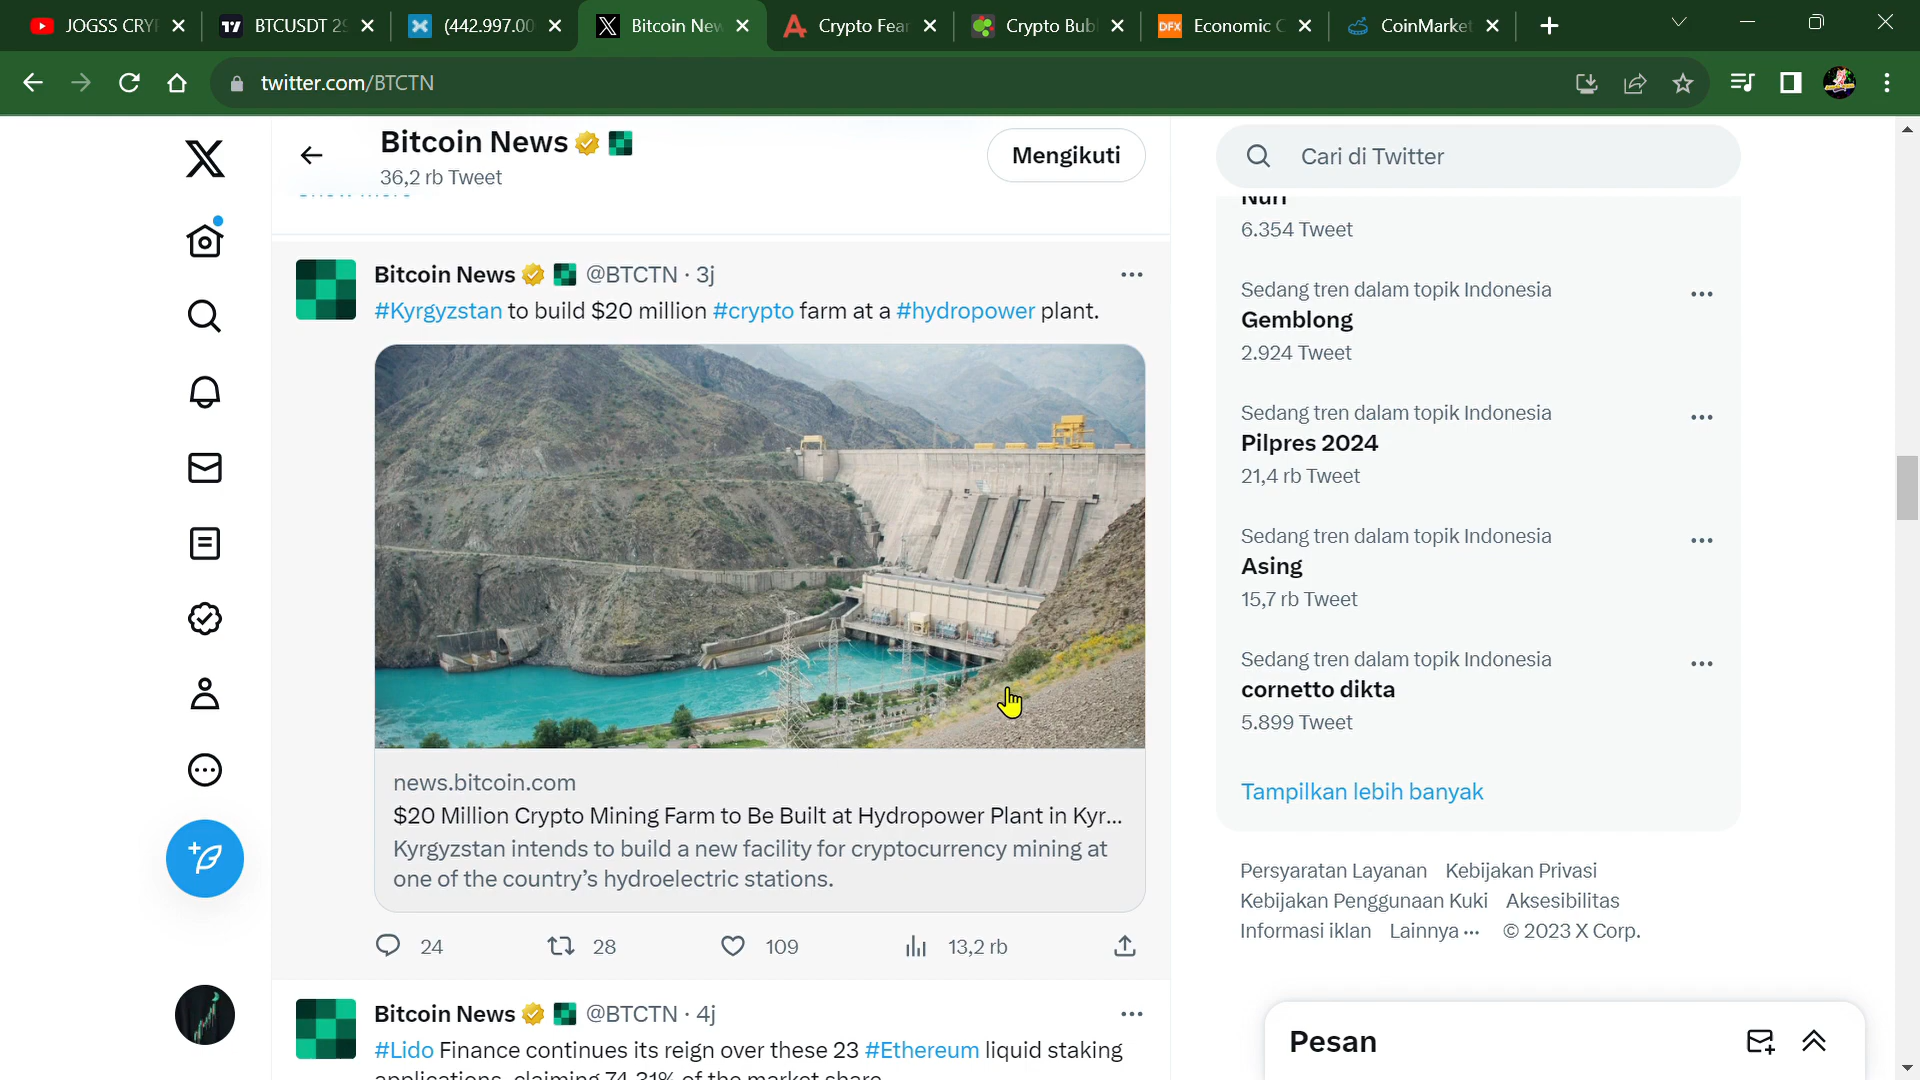 JOGSS CRY
BTCUSDT 2
(442.997.00
Bitcoin New
Crypto Fear
Crypto Bub
Economic C
CoinMarket
twitter.com/BTCTN
Bitcoin News
36,2 rb Tweet
Mengikuti
Cari di Twitter
Show more
Bitcoin News @BTCTN · 3j
#Kyrgyzstan to build $20 million #crypto farm at a #hydropower plant.
news.bitcoin.com
$20 Million Crypto Mining Farm to Be Built at Hydropower Plant in Kyr...
Kyrgyzstan intends to build a new facility for cryptocurrency mining at
one of the country's hydroelectric stations.
24 28 109 13,2 rb
Bitcoin News @BTCTN · 4j
#Lido Finance continues its reign over these 23 #Ethereum liquid staking
applications, claiming 74.31% of the market share
Nuri
6.354 Tweet
Sedang tren dalam topik Indonesia
Gemblong
2.924 Tweet
Sedang tren dalam topik Indonesia
Pilpres 2024
21,4 rb Tweet
Sedang tren dalam topik Indonesia
Asing
15,7 rb Tweet
Sedang tren dalam topik Indonesia
cornetto dikta
5.899 Tweet
Tampilkan lebih banyak
Persyaratan Layanan Kebijakan Privasi
Kebijakan Penggunaan Kuki Aksesibilitas
Informasi iklan Lainnya ··· © 2023 X Corp.
Pesan